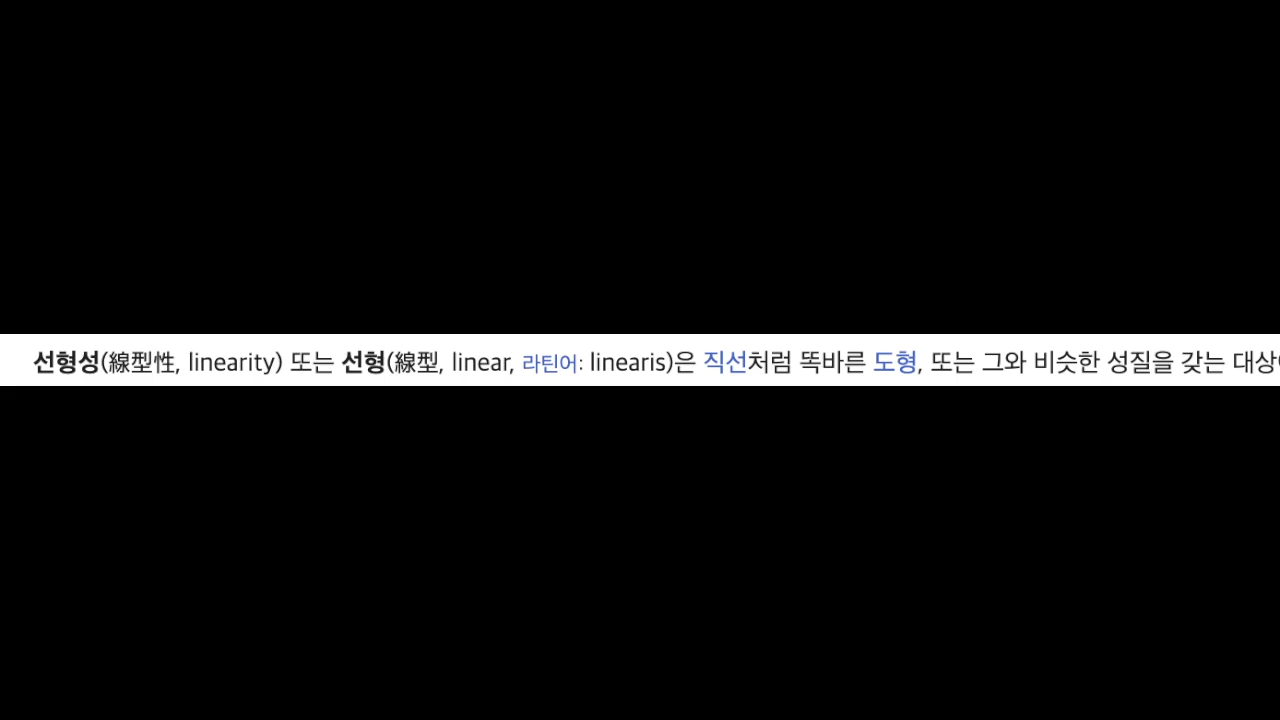 선형성(線型性, linearity) 또는 선형(線型, linear, 라틴어: linearis)은 직선처럼 똑바른 도형, 또는 그와 비슷한 성질을 갖는 대상